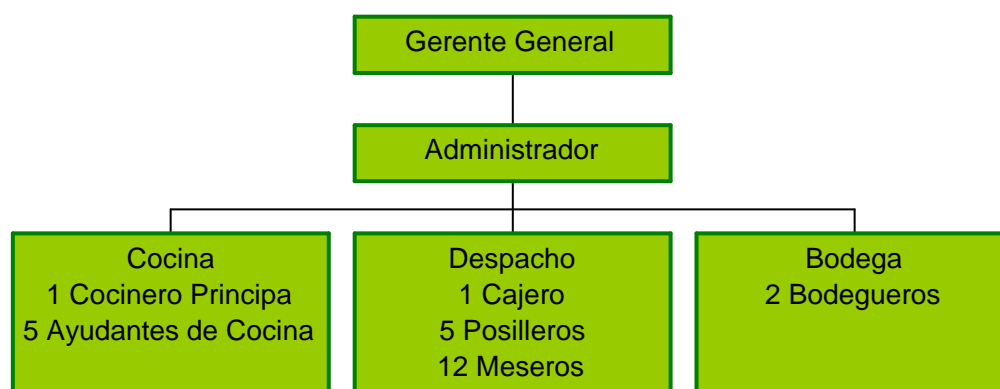 Gerente General
Administrador
Cocina
1 Cocinero Principa
5 Ayudantes de Cocina
Despacho
1 Cajero
5 Posilleros
12 Meseros
Bodega
2 Bodegueros